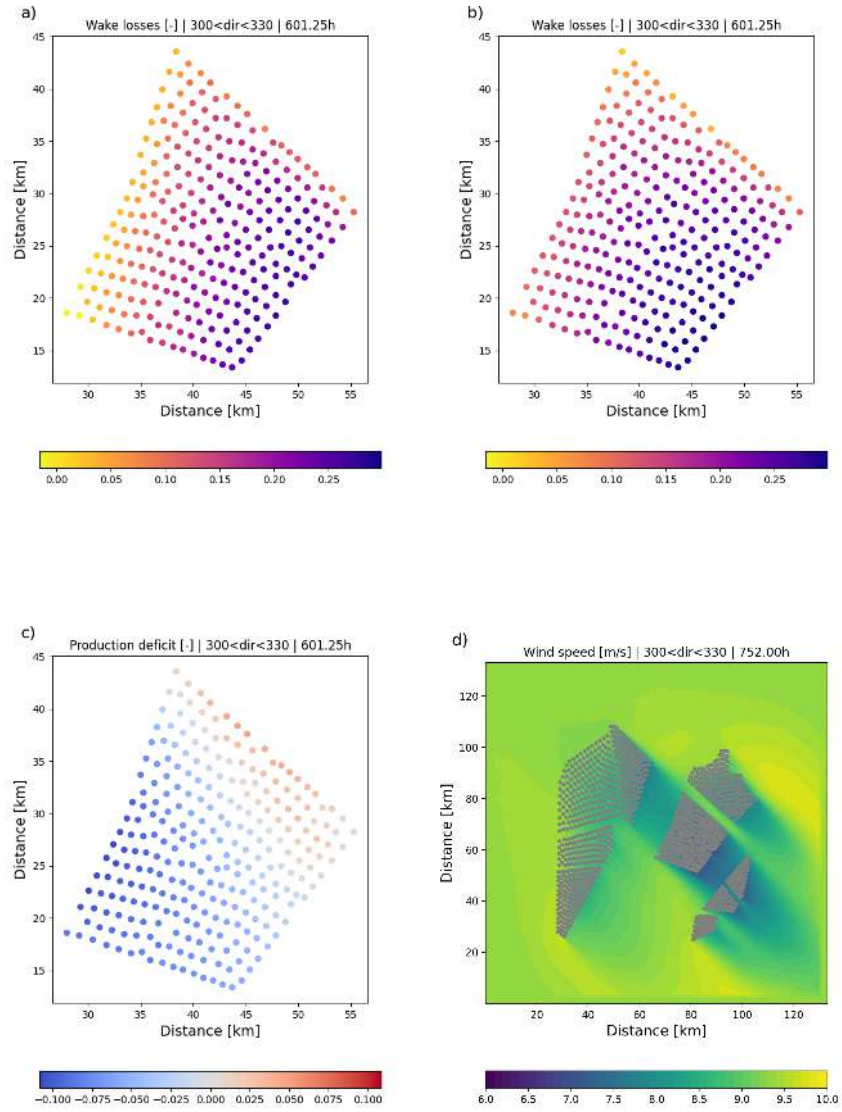 a)
Wake losses [-] | 300<dir<330 | 601.25h
45
40
35
30
25
20
15
Distance [km]
30 35 40 45 50 55
Distance [km]
0.00 0.05 0.10 0.15 0.20 0.25
b)
Wake losses [-] | 300<dir<330 | 601.25h
45
40
35
30
25
20
15
Distance [km]
30 35 40 45 50 55
Distance [km]
0.00 0.05 0.10 0.15 0.20 0.25
c)
Production deficit [-] | 300<dir<330 | 601.25h
45
40
35
30
25
20
15
Distance [km]
30 35 40 45 50 55
Distance [km]
−0.100 −0.075 −0.050 −0.025 0.000 0.025 0.050 0.075 0.100
d)
Wind speed [m/s] | 300<dir<330 | 752.00h
120
100
80
60
40
20
Distance [km]
20 40 60 80 100 120
Distance [km]
6.0 6.5 7.0 7.5 8.0 8.5 9.0 9.5 10.0